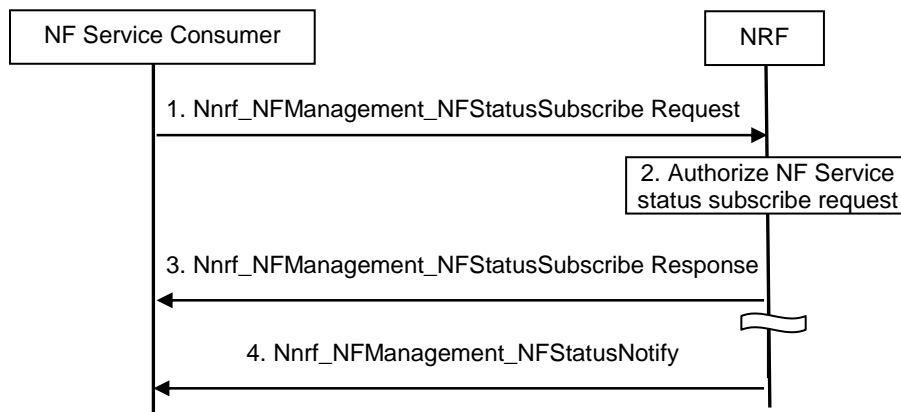 NF Service Consumer
NRF
1. Nnrf_NFManagement_NFStatusSubscribe Request
2. Authorize NF Service
status subscribe request
3. Nnrf_NFManagement_NFStatusSubscribe Response
4. Nnrf_NFManagement_NFStatusNotify